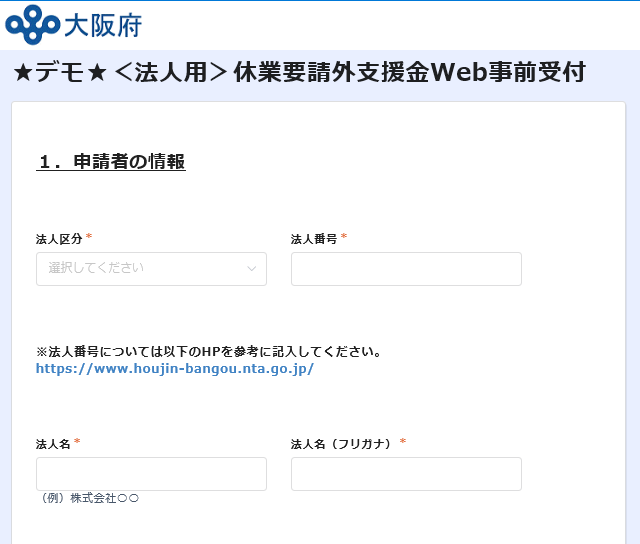 大阪府
★デモ★＜法人用＞休業要請外支援金Web事前受付
１．申請者の情報
法人区分* 法人番号*
選択してください
※法人番号については以下のHPを参考に記入してください。
https://www.houjin-bangou.nta.go.jp/
法人名* 法人名（フリガナ）*
（例）株式会社○○